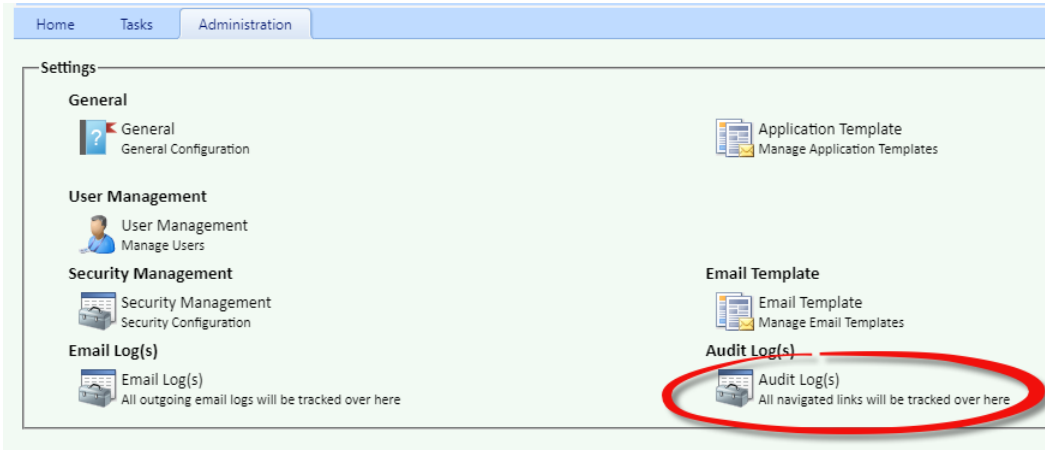 Home Tasks Administration
Settings
General
General
General Configuration
Application Template
Manage Application Templates
User Management
User Management
Manage Users
Security Management
Security Management
Security Configuration
Email Template
Email Template
Manage Email Templates
Email Log(s)
Email Log(s)
All outgoing email logs will be tracked over here
Audit Log(s)
Audit Log(s)
All navigated links will be tracked over here